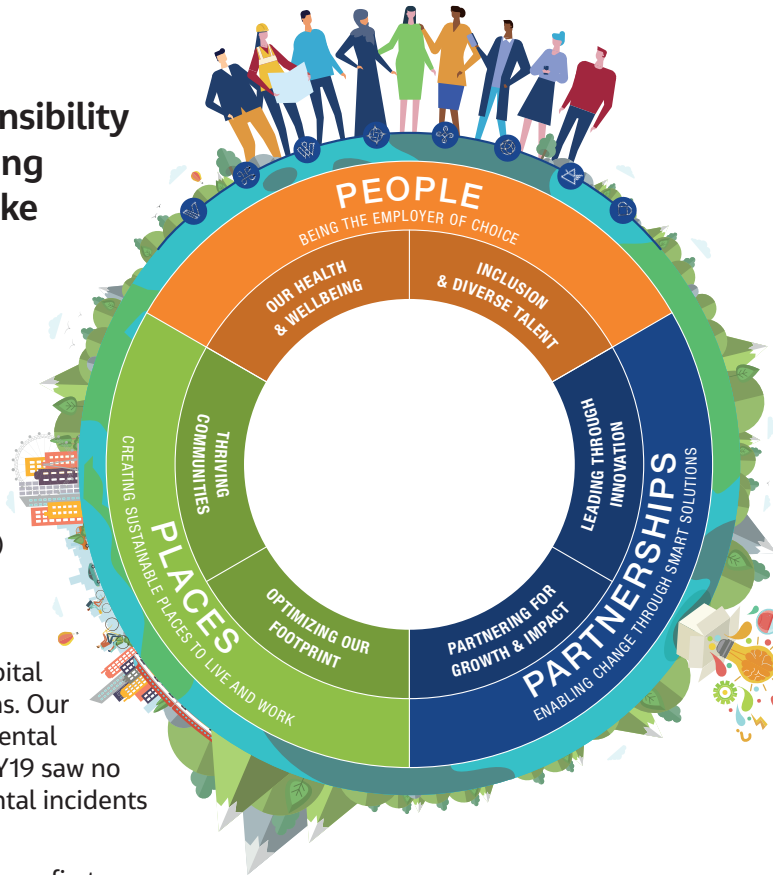 nsibility
ing
ke
PEOPLE
BEING THE EMPLOYER OF CHOICE
OUR HEALTH
& WELLBEING
INCLUSION
& DIVERSE TALENT
THRIVING
COMMUNITIES
LEADING THROUGH
INNOVATION
PLACES
CREATING SUSTAINABLE PLACES TO LIVE AND WORK
OPTIMIZING OUR
FOOTPRINT
PARTNERING FOR
GROWTH & IMPACT
PARTNERSHIPS
ENABLING CHANGE THROUGH SMART SOLUTIONS
)
pital
ns. Our
ental
Y19 saw no
ntal incidents